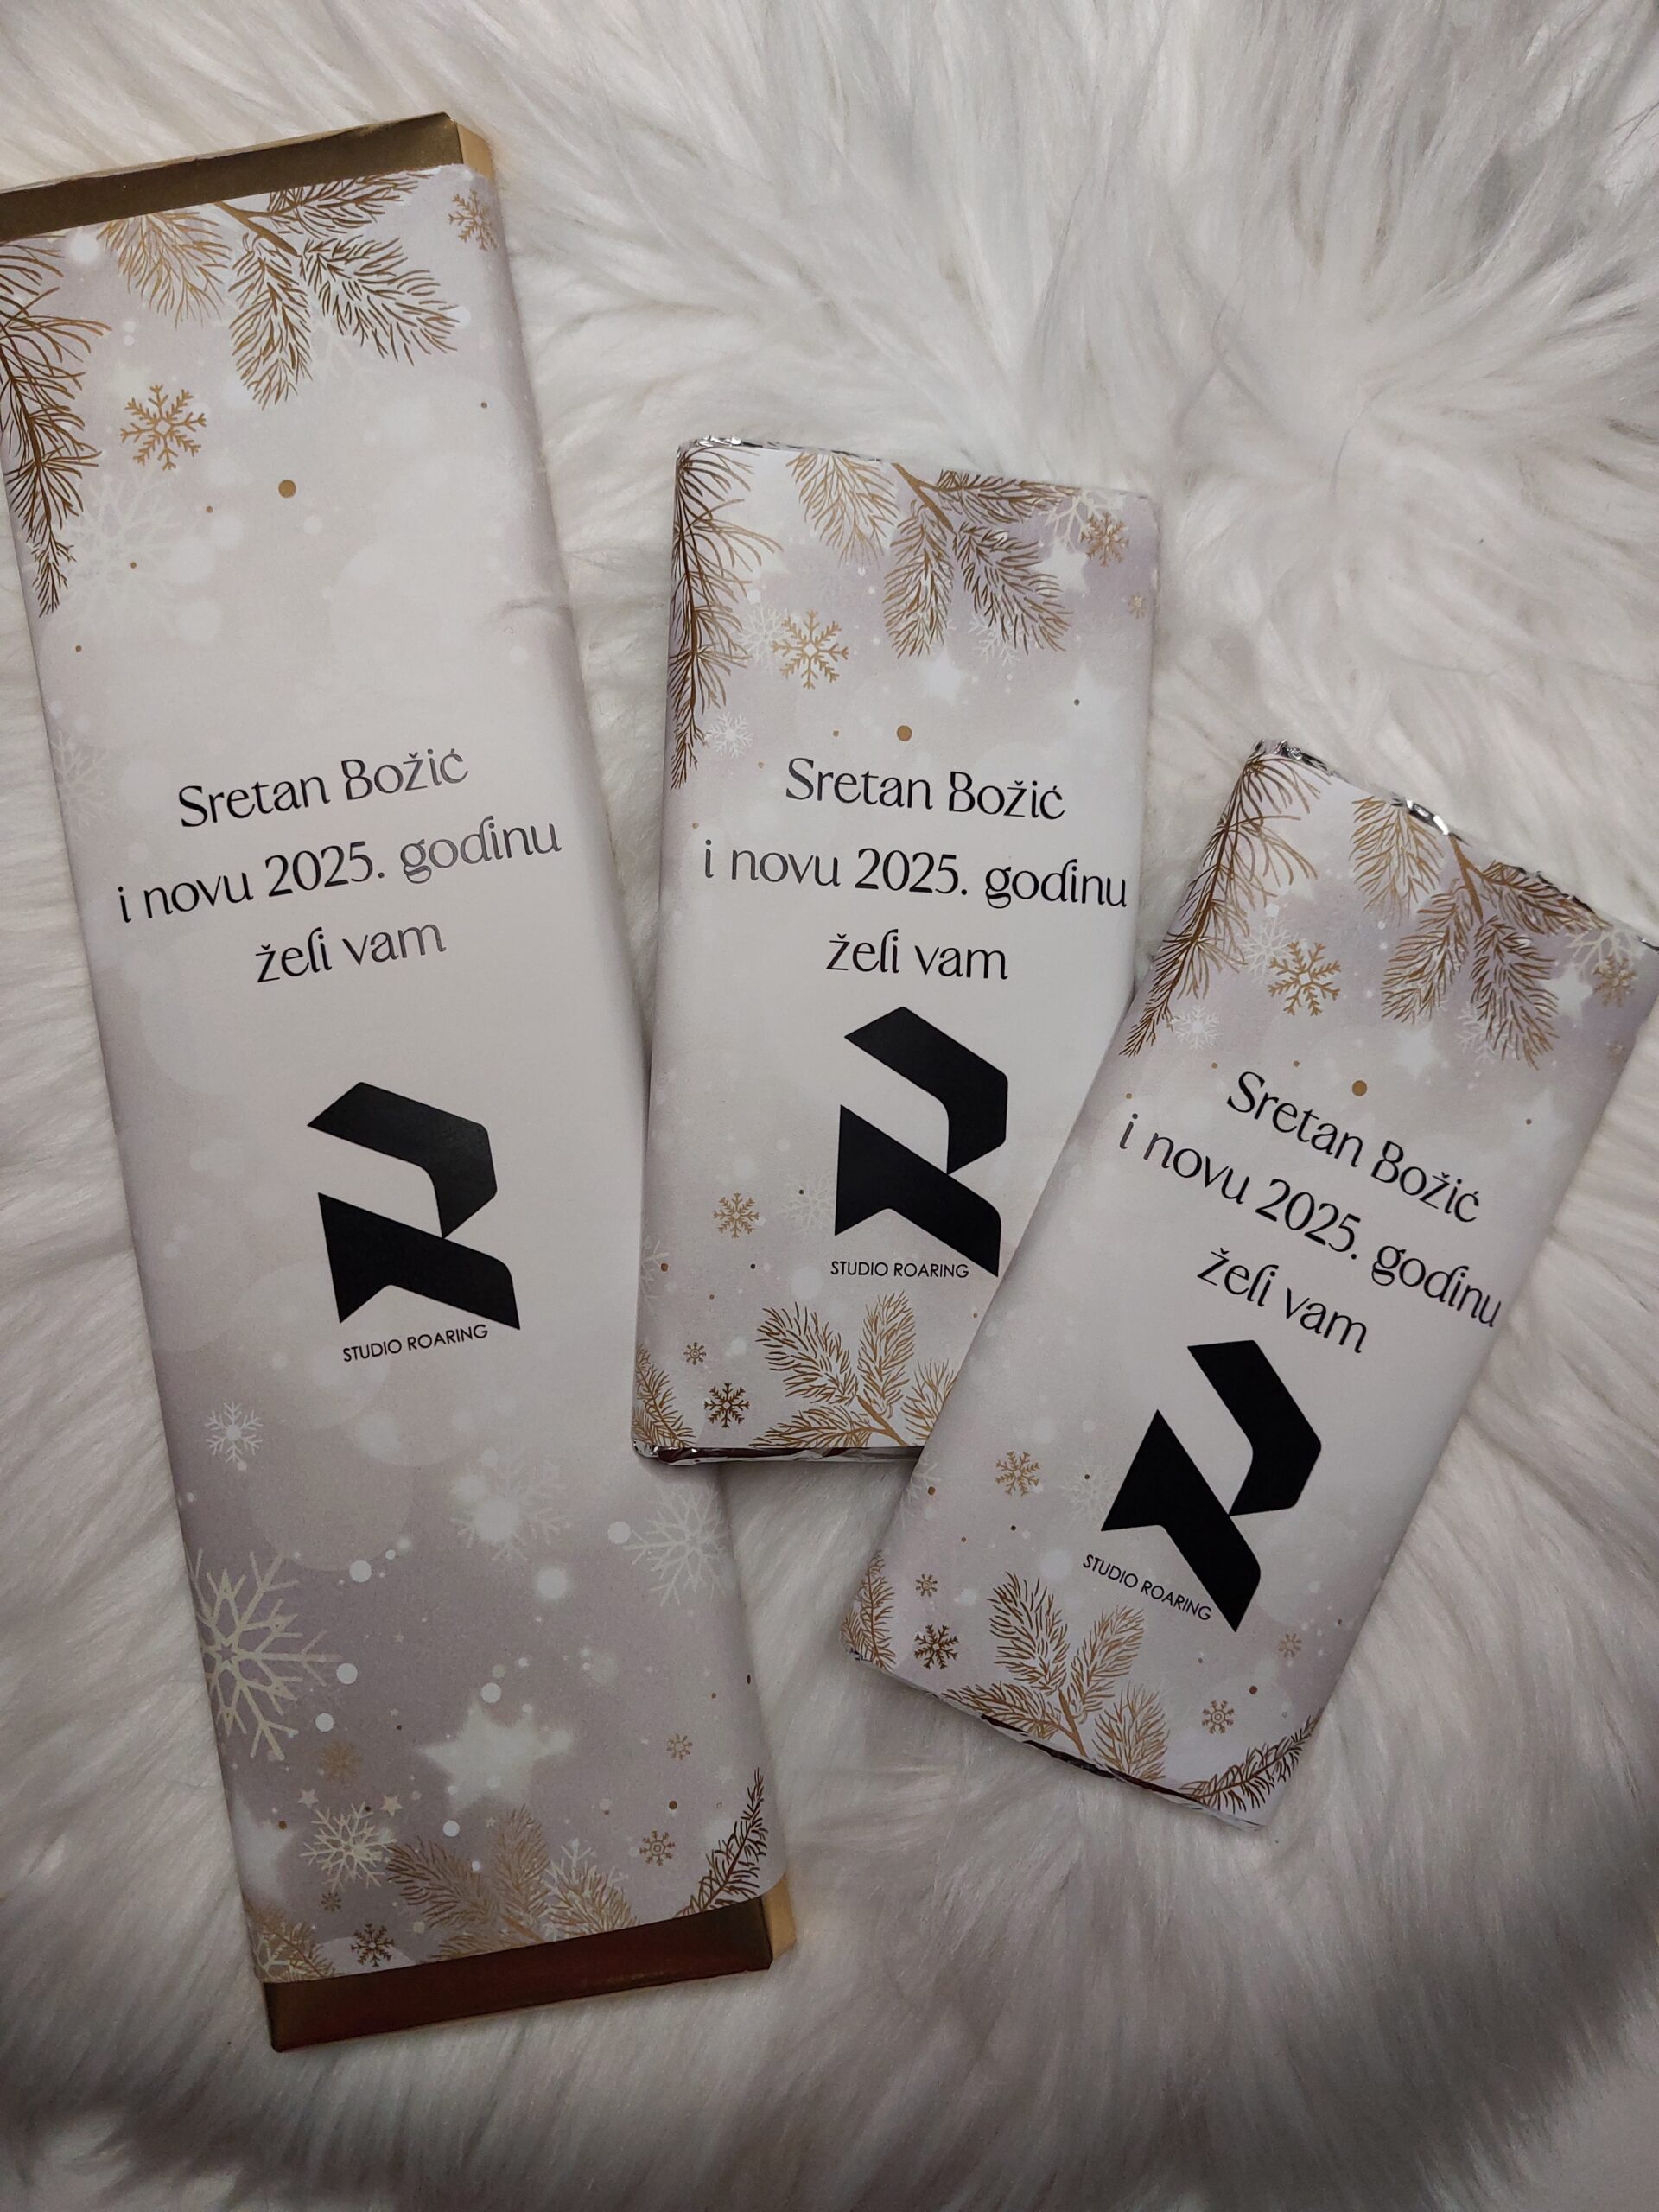 Sretan Božić
i novu 2025. godinu
želi vam
STUDIO ROARING
Sretan Božić
i novu 2025. godinu
želi vam
STUDIO ROARING
Sretan Božić
i novu 2025. godinu
želi vam
STUDIO ROARING